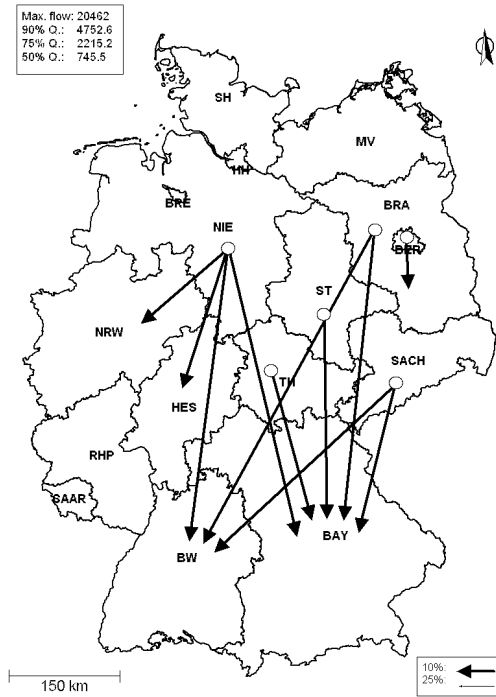 Max. flow: 20462
90% Q.: 4752.6
75% Q.: 2215.2
50% Q.: 745.5
SH
MV
HH
BRE
BRA
NIE
BER
ST
NRW
SACH
TH
HES
RHP
SAAR
BAY
BW
150 km
10%:
25%: